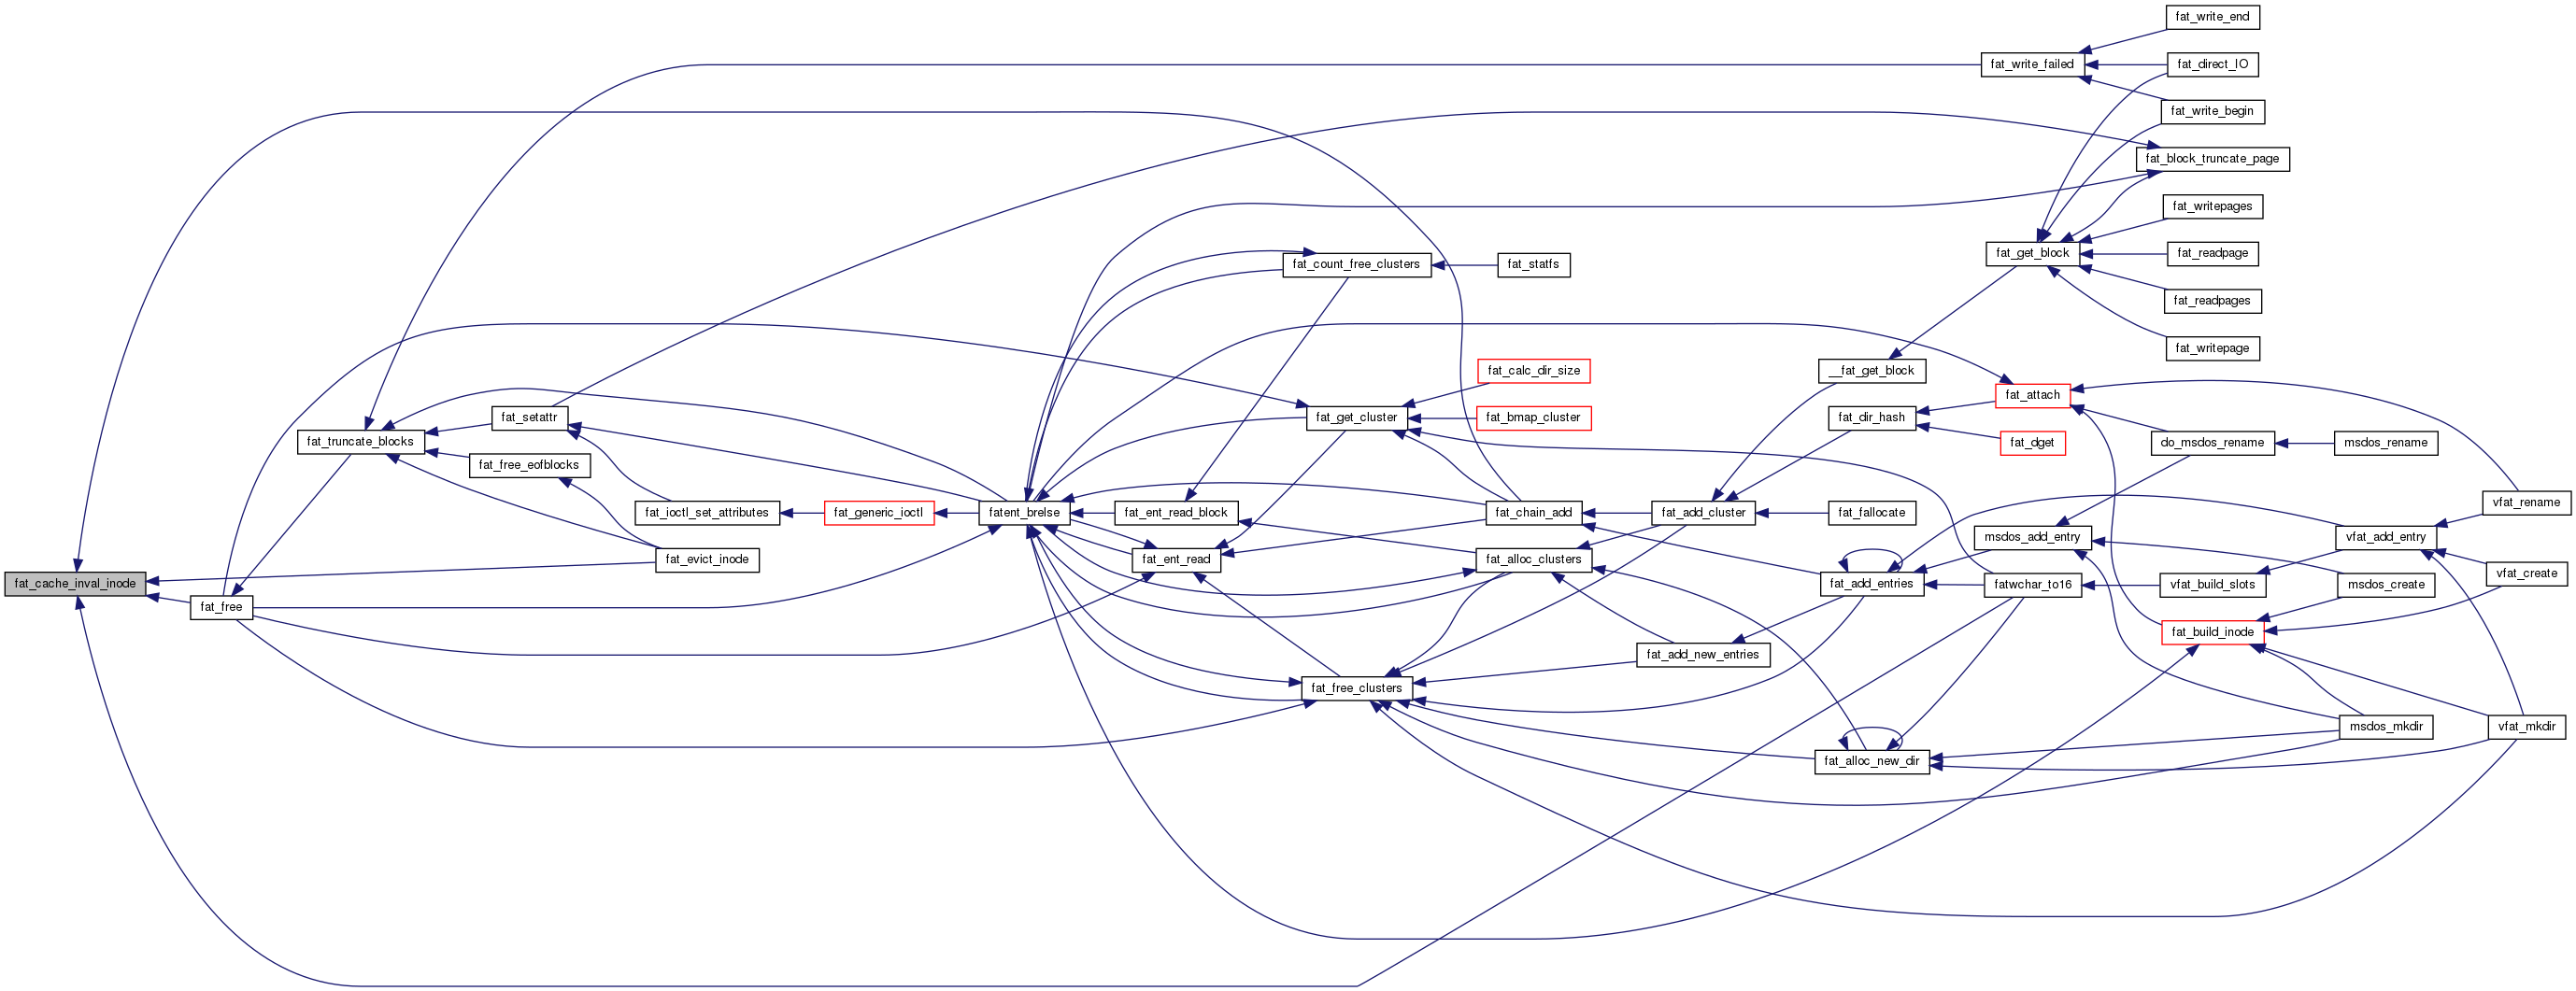 fat_write_end
fat_write_failed
fat_direct_IO
fat_write_begin
fat_block_truncate_page
fat_writepages
fat_get_block
fat_readpage
fat_count_free_clusters
fat_statfs
fat_readpages
fat_writepage
fat_calc_dir_size
__fat_get_block
fat_attach
fat_setattr
fat_get_cluster
fat_bmap_cluster
fat_dir_hash
fat_truncate_blocks
fat_dget
do_msdos_rename
msdos_rename
fat_free_eofblocks
fat_ioctl_set_attributes
fat_generic_ioctl
fatent_brelse
fat_ent_read_block
fat_chain_add
fat_add_cluster
fat_fallocate
vfat_rename
msdos_add_entry
vfat_add_entry
fat_evict_inode
fat_ent_read
fat_alloc_clusters
fat_cache_inval_inode
fat_add_entries
fatwchar_to16
vfat_build_slots
msdos_create
vfat_create
fat_free
fat_build_inode
fat_add_new_entries
fat_free_clusters
msdos_mkdir
vfat_mkdir
fat_alloc_new_dir